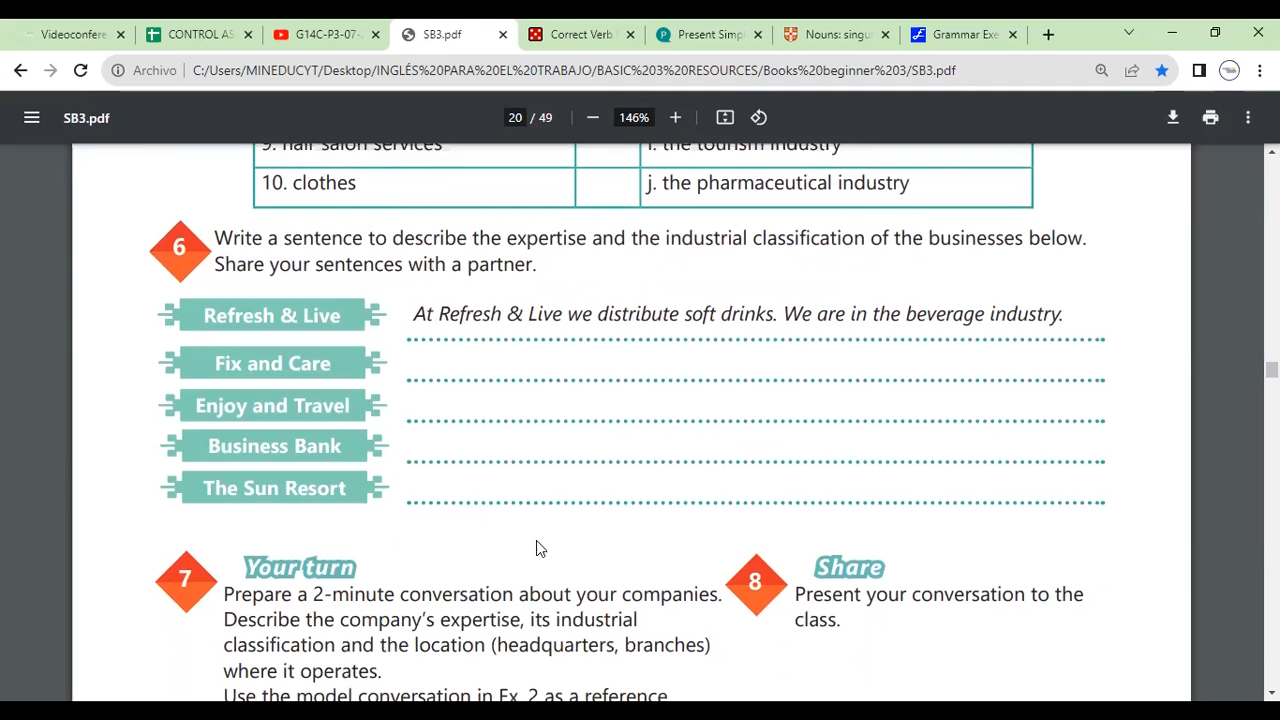 Videoconfere
CONTROL AS
G14C-P3-07-
SB3.pdf
Correct Verb
Present Simp
Nouns: singu
Grammar Exe
Archivo
C:/Users/MINEDUCYT/Desktop/INGLÉS%20PARA%20EL%20TRABAJO/BASIC%203%20RESOURCES/Books%20beginner%203/SB3.pdf
SB3.pdf
20 / 49
146%
9. hair salon services
i. the tourism industry
10. clothes
j. the pharmaceutical industry
6
Write a sentence to describe the expertise and the industrial classification of the businesses below.
Share your sentences with a partner.
Refresh & Live
At Refresh & Live we distribute soft drinks. We are in the beverage industry.
Fix and Care
Enjoy and Travel
Business Bank
The Sun Resort
7
Your turn
Prepare a 2-minute conversation about your companies.
Describe the company's expertise, its industrial
classification and the location (headquarters, branches)
where it operates.
Use the model conversation in Ex. 2 as a reference
8
Share
Present your conversation to the
class.